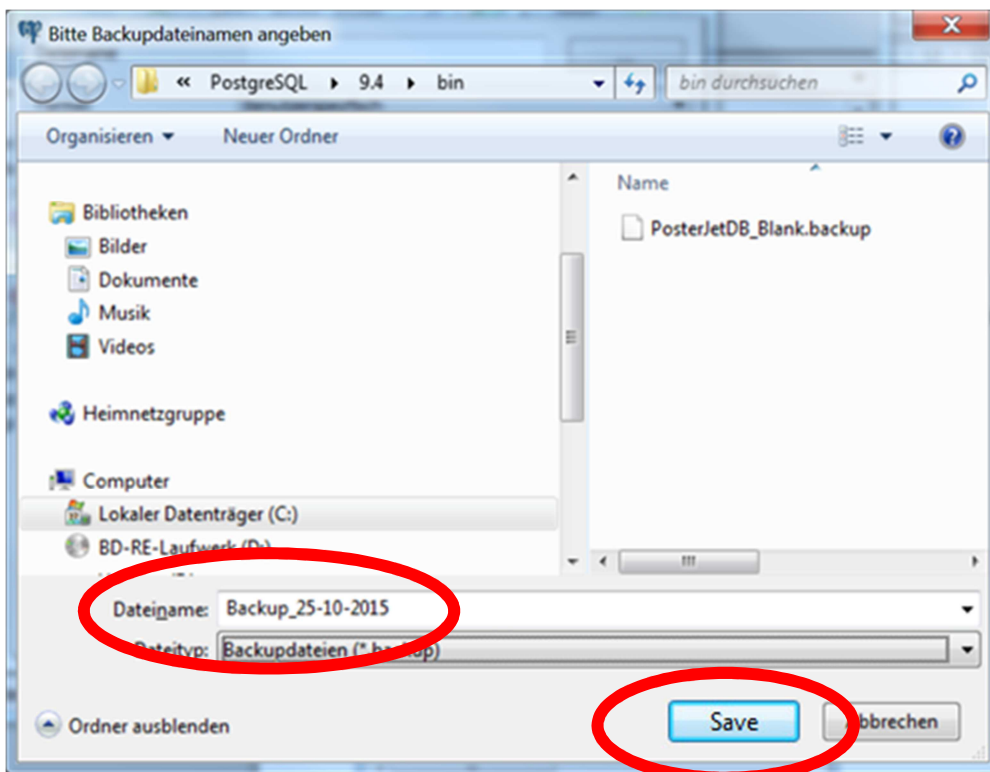 Bitte Backupdateinamen angeben
« PostgreSQL 9.4 bin bin durchsuchen
Organisieren Neuer Ordner
Name
Bibliotheken
PosterJetDB_Blank.backup
Bilder
Dokumente
Musik
Videos
Heimnetzgruppe
Computer
Lokaler Datenträger (C:)
BD-RE-Laufwerk (D:)
Dateiname: Backup_25-10-2015
Dateityp: Backupdateien (*.backup)
Ordner ausblenden Save Abbrechen